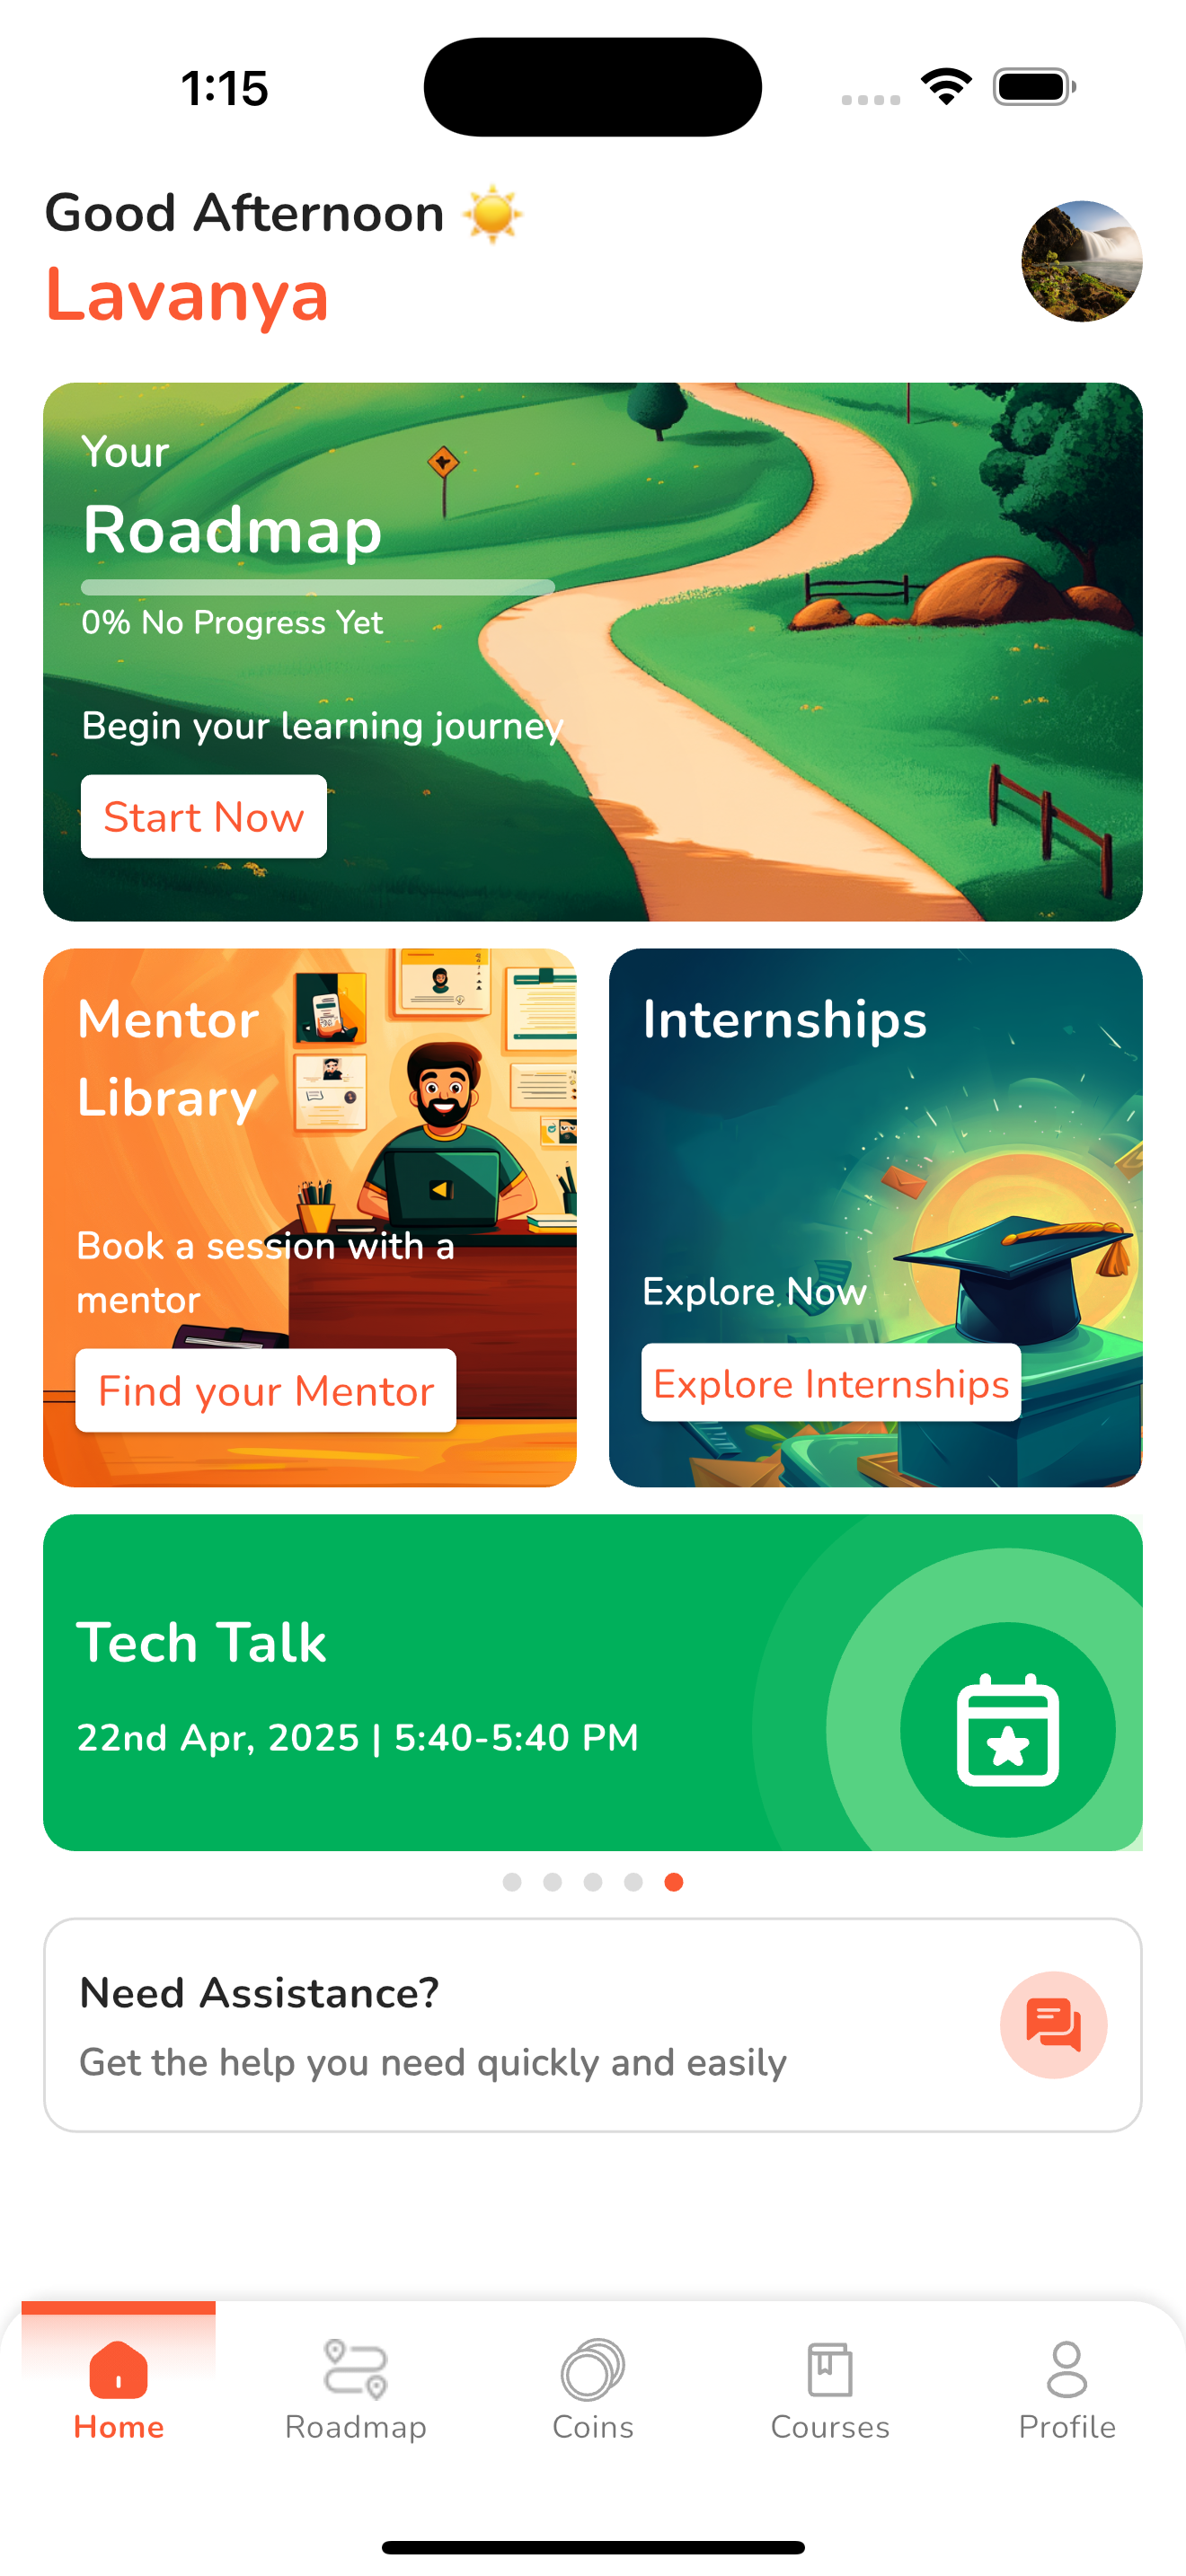 1:15
Good Afternoon ☀️
Lavanya
Your
Roadmap
0% No Progress Yet
Begin your learning journey
Start Now
Mentor
Library
Book a session with a
mentor
Find your Mentor
Internships
Explore Now
Explore Internships
Tech Talk
22nd Apr, 2025 | 5:40-5:40 PM
Need Assistance?
Get the help you need quickly and easily
Home
Roadmap
Coins
Courses
Profile